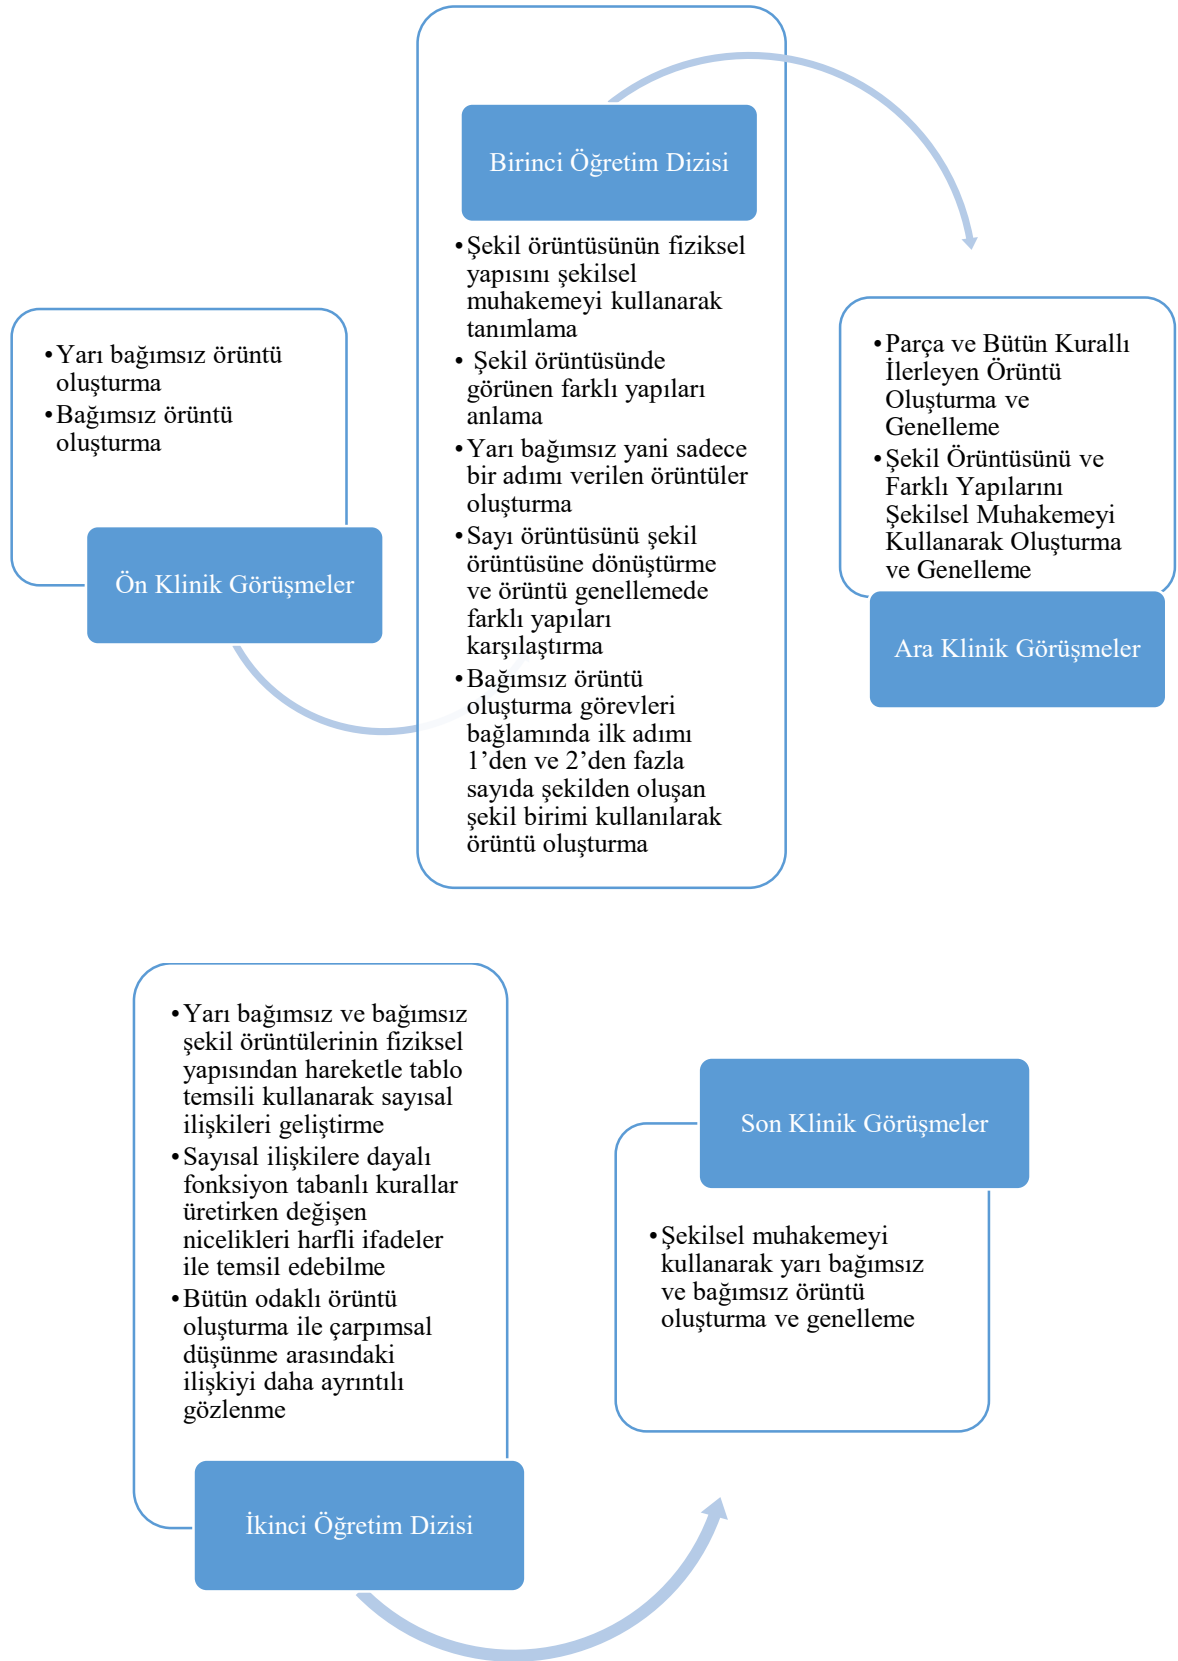 •Yarı bağımsız örüntü
oluşturma
•Bağımsız örüntü
oluşturma
Ön Klinik Görüşmeler
Birinci Öğretim Dizisi
•Şekil örüntüsünün fiziksel
yapısını şekilsel
muhakemeyi kullanarak
tanımlama
• Şekil örüntüsünde
görünen farklı yapıları
anlama
•Yarı bağımsız yani sadece
bir adımı verilen örüntüler
oluşturma
•Sayı örüntüsünü şekil
örüntüsüne dönüştürme
ve örüntü genellemede
farklı yapıları
karşılaştırma
•Bağımsız örüntü
oluşturma görevleri
bağlamında ilk adımı
1’den ve 2’den fazla
sayıda şekilden oluşan
şekil birimi kullanılarak
örüntü oluşturma
•Parça ve Bütün Kurallı
İlerleyen Örüntü
Oluşturma ve
Genelleme
•Şekil Örüntüsünü ve
Farklı Yapılarını
Şekilsel Muhakemeyi
Kullanarak Oluşturma
ve Genelleme
Ara Klinik Görüşmeler
•Yarı bağımsız ve bağımsız
şekil örüntülerinin fiziksel
yapısından hareketle tablo
temsili kullanarak sayısal
ilişkileri geliştirme
•Sayısal ilişkilere dayalı
fonksiyon tabanlı kurallar
üretirken değişen
nicelikleri harfli ifadeler
ile temsil edebilme
•Bütün odaklı örüntü
oluşturma ile çarpımsal
düşünme arasındaki
ilişkiyi daha ayrıntılı
gözlenme
İkinci Öğretim Dizisi
Son Klinik Görüşmeler
•Şekilsel muhakemeyi
kullanarak yarı bağımsız
ve bağımsız örüntü
oluşturma ve genelleme